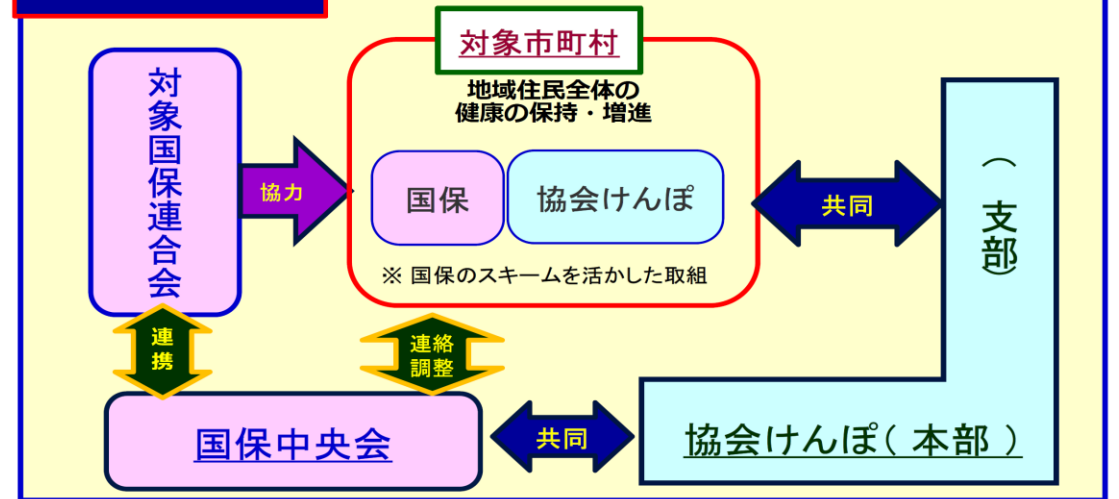 対象市町村
地域住民全体の
健康の保持・増進
対象国保連合会
協力
国保
協会けんぽ
共同
（支部）
※ 国保のスキームを活かした取組
連携
連絡
調整
国保中央会
共同
協会けんぽ（ 本部 ）